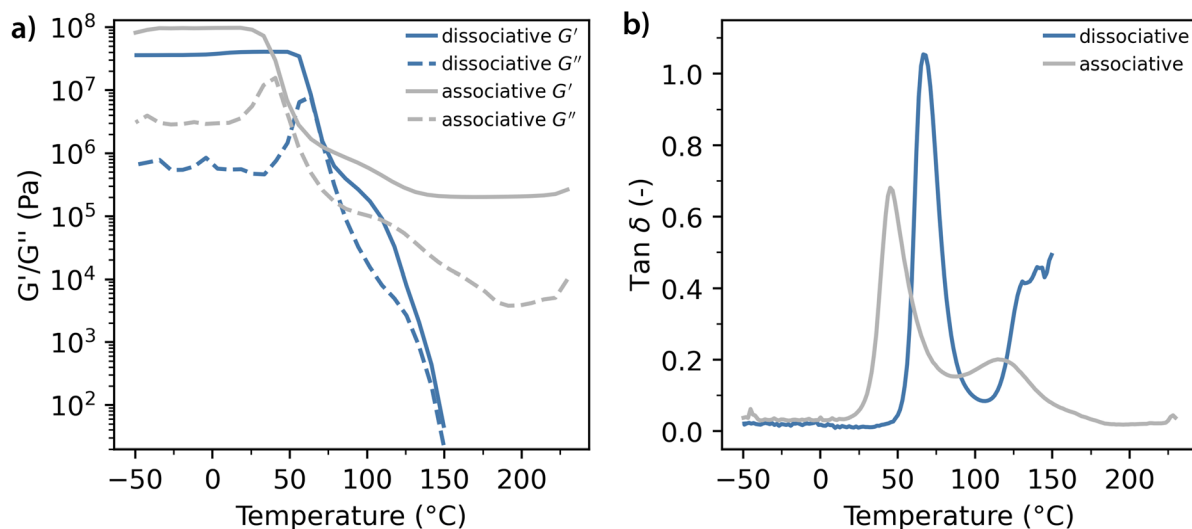 a)
G'/G'' (Pa)
10⁸
10⁷
10⁶
10⁵
10⁴
10³
10²
dissociative G'
dissociative G''
associative G'
associative G''
−50 0 50 100 150 200
Temperature (°C)
b)
Tan δ (-)
1.0
0.8
0.6
0.4
0.2
0.0
dissociative
associative
−50 0 50 100 150 200
Temperature (°C)